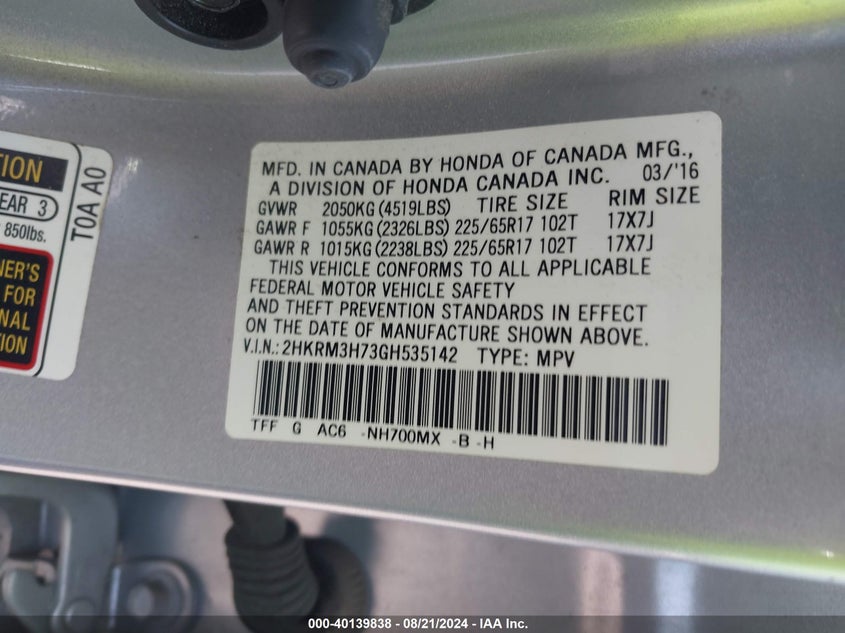 TION
EAR 3
850lbs.
NER'S
FOR
NAL
TION
T0A A0
MFD. IN CANADA BY HONDA OF CANADA MFG.,
A DIVISION OF HONDA CANADA INC. 03/'16
GVWR 2050KG (4519LBS) TIRE SIZE RIM SIZE
GAWR F 1055KG (2326LBS) 225/65R17 102T 17X7J
GAWR R 1015KG (2238LBS) 225/65R17 102T 17X7J
THIS VEHICLE CONFORMS TO ALL APPLICABLE
FEDERAL MOTOR VEHICLE SAFETY
AND THEFT PREVENTION STANDARDS IN EFFECT
ON THE DATE OF MANUFACTURE SHOWN ABOVE.
V.I.N.: 2HKRM3H73GH535142 TYPE: MPV
TFF G AC6 -NH700MX -B -H
000-40139838 - 08/21/2024 - IAA Inc.